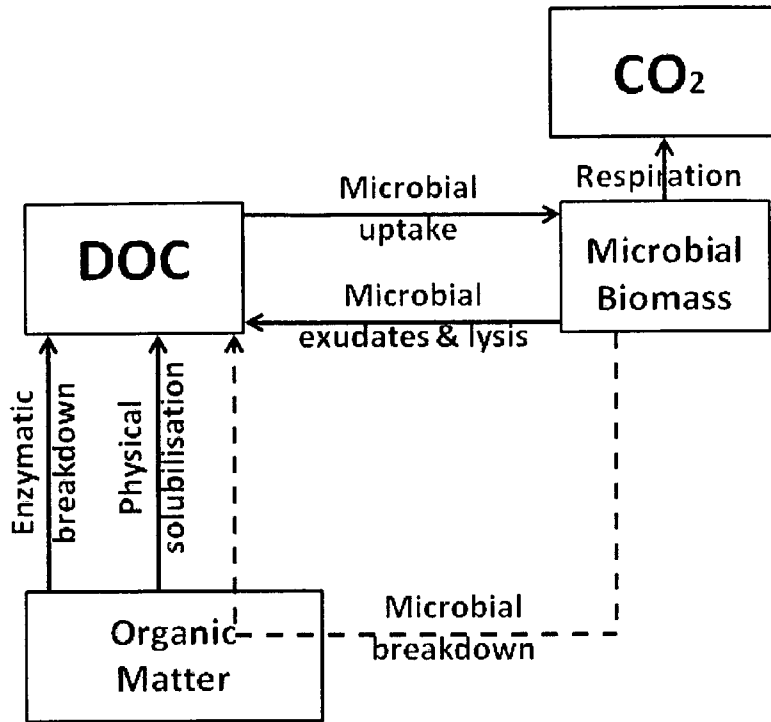 CO₂
Respiration
Microbial
uptake
DOC
Microbial
Biomass
Microbial
exudates & lysis
Enzymatic
breakdown
Physical
solubilisation
Organic
Matter
Microbial
breakdown